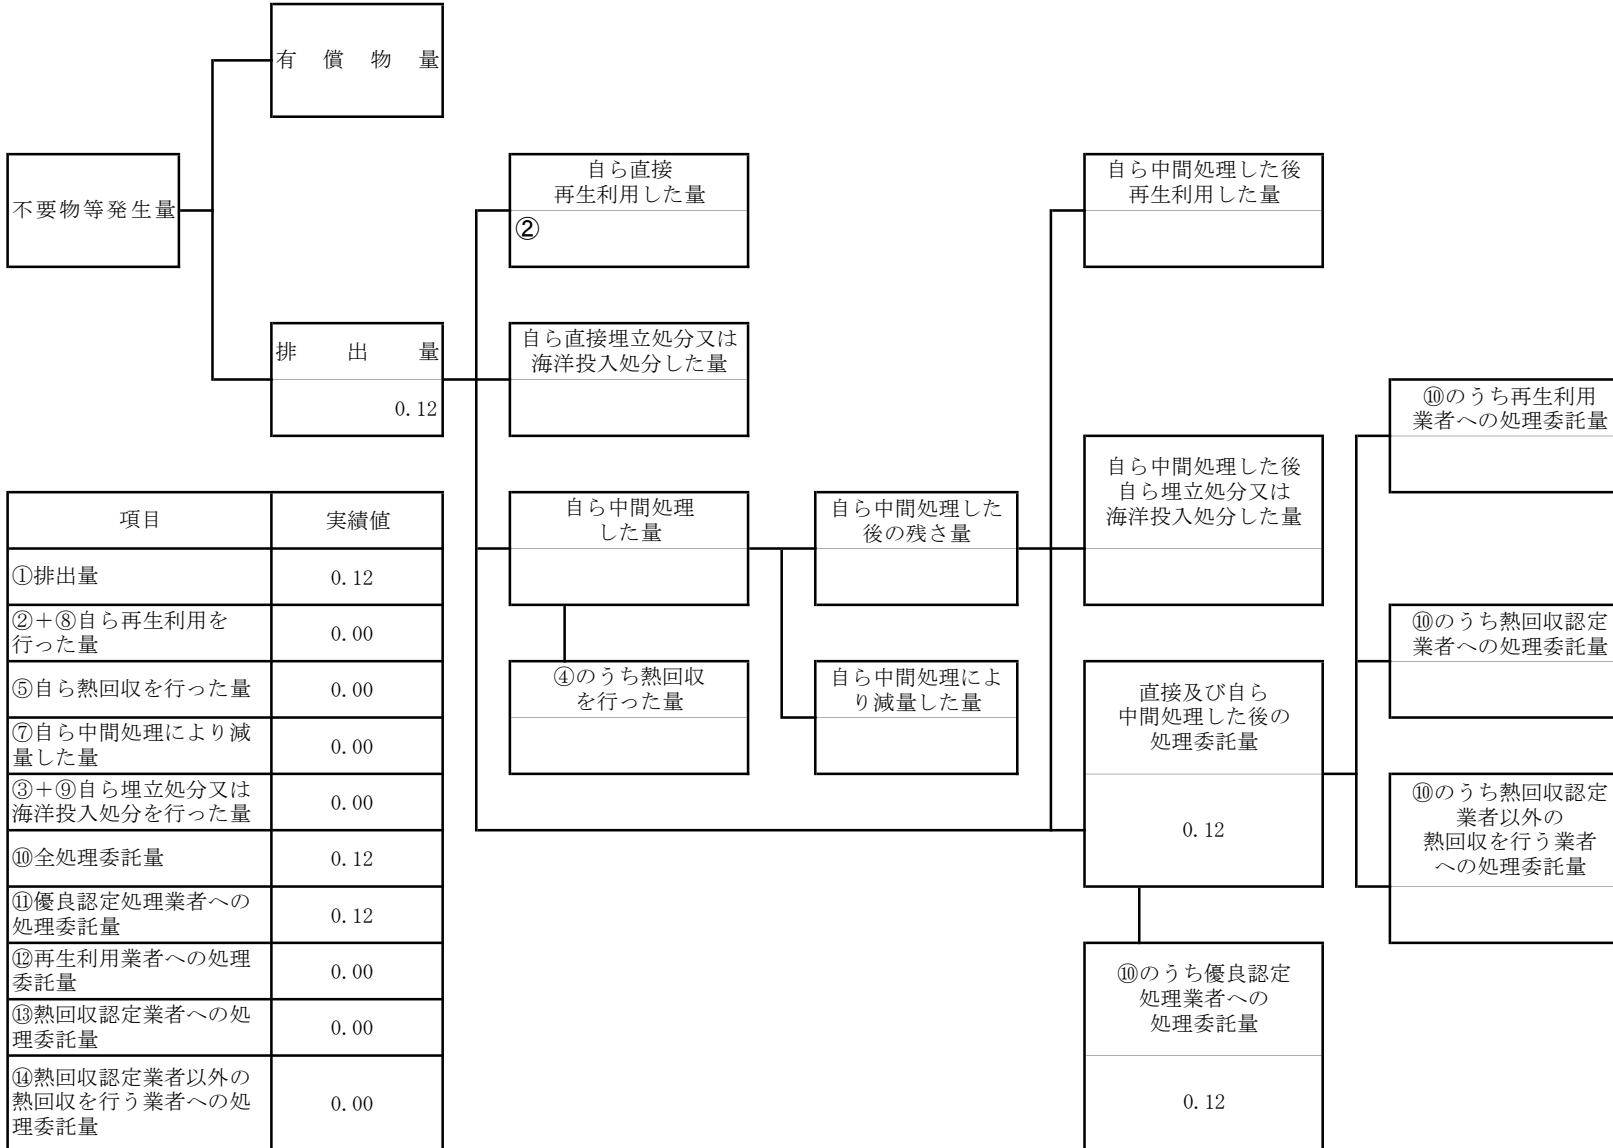 有償物量
不要物等発生量
自ら直接
再生利用した量
②
自ら中間処理した後
再生利用した量
排出量
0.12
自ら直接埋立処分又は
海洋投入処分した量
⑩のうち再生利用
業者への処理委託量
自ら中間処理
した量
自ら中間処理した
後の残さ量
自ら中間処理した後
自ら埋立処分又は
海洋投入処分した量
④のうち熱回収
を行った量
自ら中間処理によ
り減量した量
直接及び自ら
中間処理した後の
処理委託量
0.12
⑩のうち熱回収認定
業者への処理委託量
⑩のうち熱回収認定
業者以外の
熱回収を行う業者
への処理委託量
⑩のうち優良認定
処理業者への
処理委託量
0.12
項目 実績値
①排出量 0.12
②+⑧自ら再生利用を
行った量 0.00
⑤自ら熱回収を行った量 0.00
⑦自ら中間処理により減
量した量 0.00
③+⑨自ら埋立処分又は
海洋投入処分を行った量 0.00
⑩全処理委託量 0.12
⑪優良認定処理業者への
処理委託量 0.12
⑫再生利用業者への処理
委託量 0.00
⑬熱回収認定業者への処
理委託量 0.00
⑭熱回収認定業者以外の
熱回収を行う業者への処
理委託量 0.00